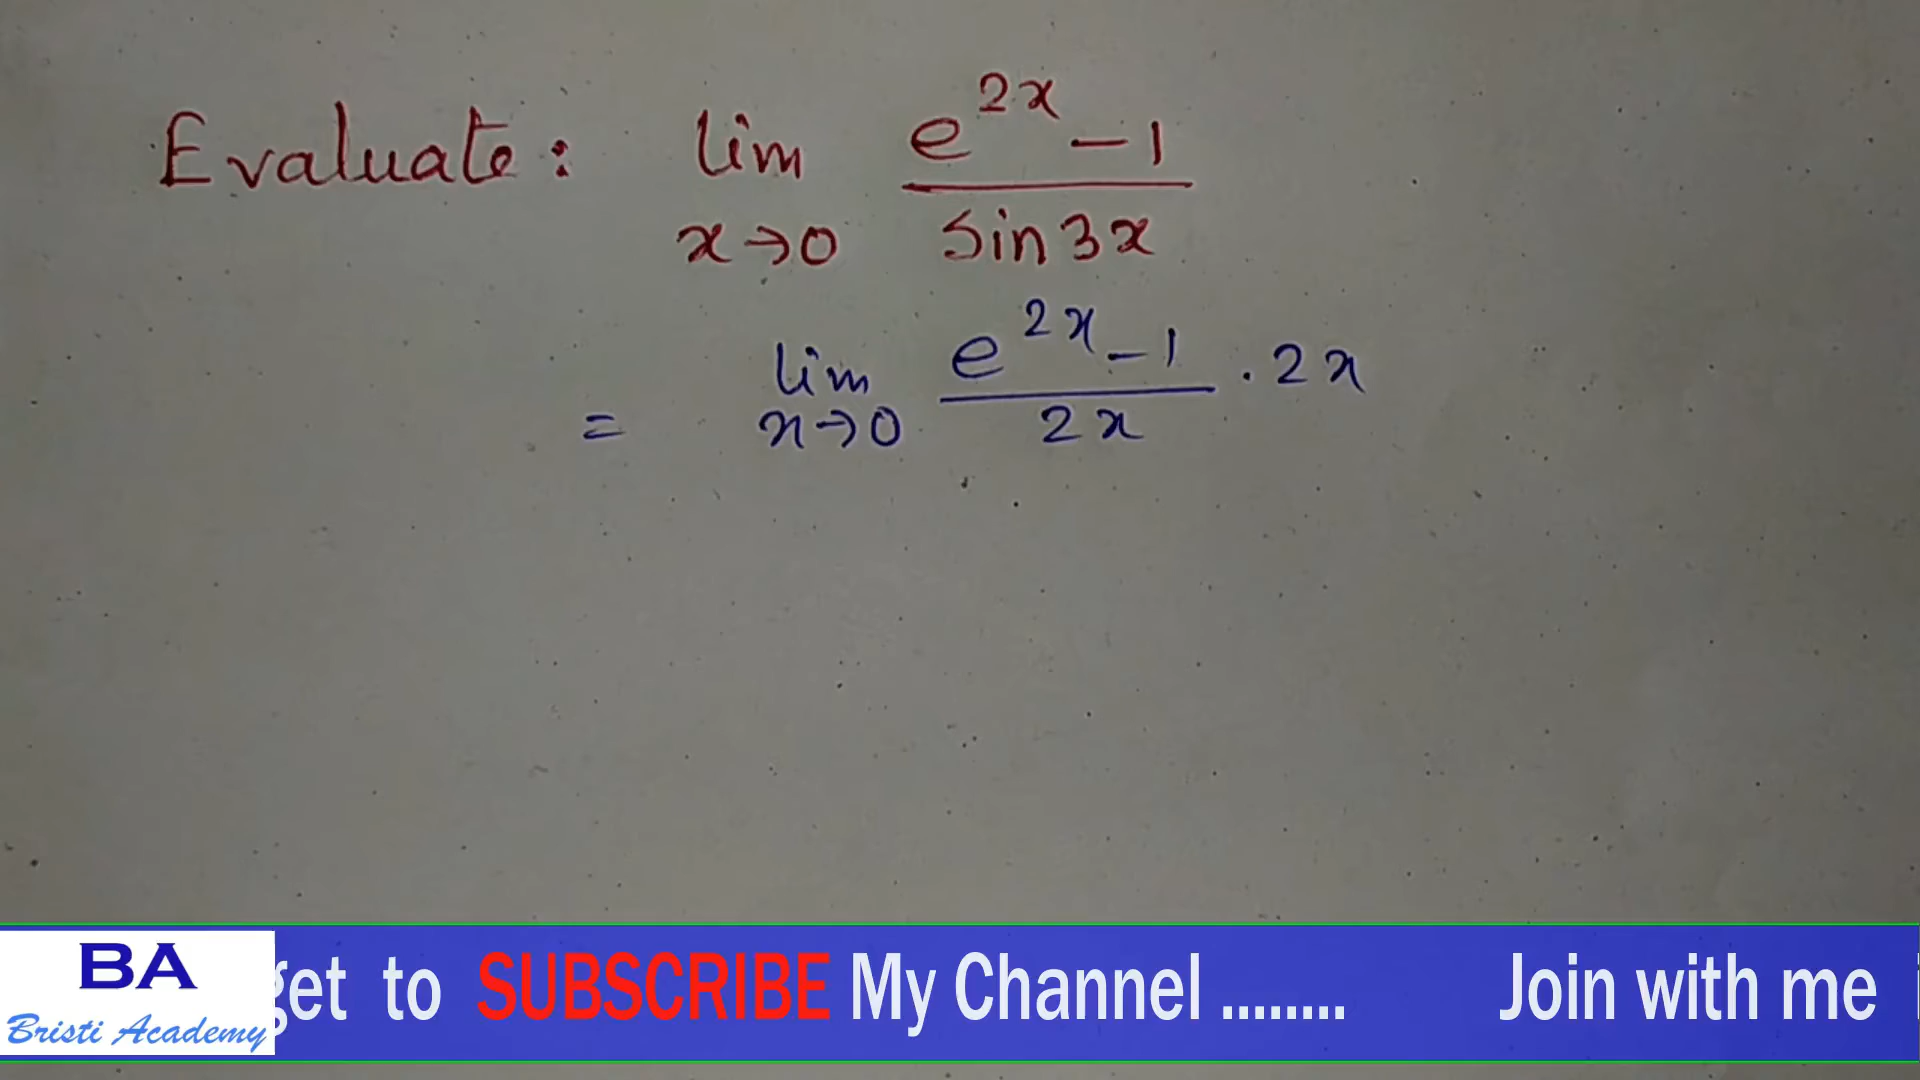 Evaluate: lim x→0 (e^{2x} - 1)/(sin 3x)
= lim x→0 (e^{2x} - 1)/(2x) . 2x
BA
Bristi Academy
get to SUBSCRIBE My Channel ........ Join with me